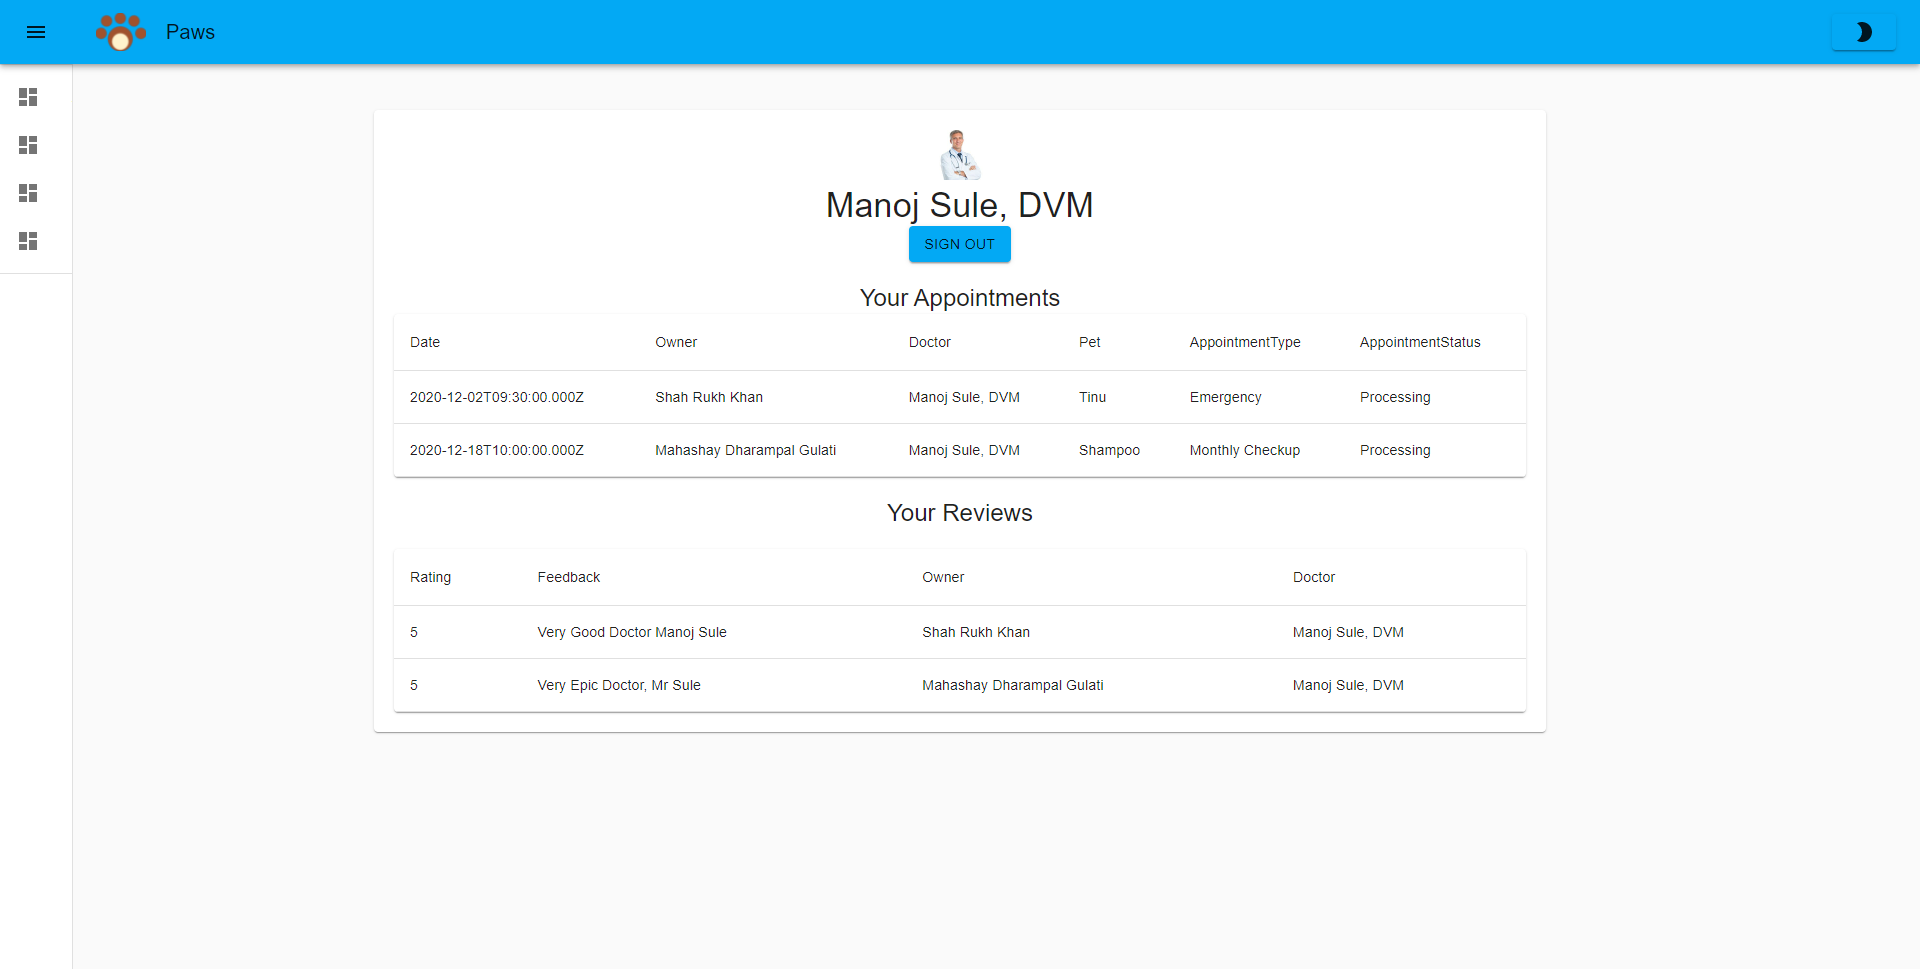 Paws
Manoj Sule, DVM
SIGN OUT
Your Appointments
Date Owner Doctor Pet AppointmentType AppointmentStatus
2020-12-02T09:30:00.000Z Shah Rukh Khan Manoj Sule, DVM Tinu Emergency Processing
2020-12-18T10:00:00.000Z Mahashay Dharampal Gulati Manoj Sule, DVM Shampoo Monthly Checkup Processing
Your Reviews
Rating Feedback Owner Doctor
5 Very Good Doctor Manoj Sule Shah Rukh Khan Manoj Sule, DVM
5 Very Epic Doctor, Mr Sule Mahashay Dharampal Gulati Manoj Sule, DVM